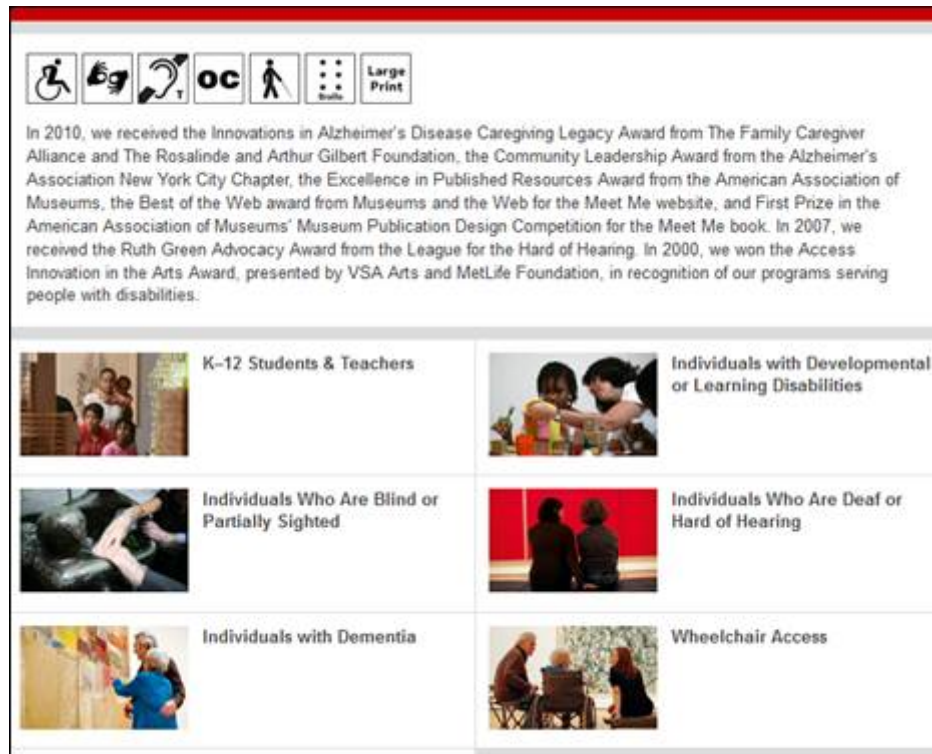 T
OC
Braille
Large
Print
In 2010, we received the Innovations in Alzheimer's Disease Caregiving Legacy Award from The Family Caregiver
Alliance and The Rosalinde and Arthur Gilbert Foundation, the Community Leadership Award from the Alzheimer's
Association New York City Chapter, the Excellence in Published Resources Award from the American Association of
Museums, the Best of the Web award from Museums and the Web for the Meet Me website, and First Prize in the
American Association of Museums' Museum Publication Design Competition for the Meet Me book. In 2007, we
received the Ruth Green Advocacy Award from the League for the Hard of Hearing. In 2000, we won the Access
Innovation in the Arts Award, presented by VSA Arts and MetLife Foundation, in recognition of our programs serving
people with disabilities.
K–12 Students & Teachers
Individuals with Developmental
or Learning Disabilities
Individuals Who Are Blind or
Partially Sighted
Individuals Who Are Deaf or
Hard of Hearing
Individuals with Dementia
Wheelchair Access